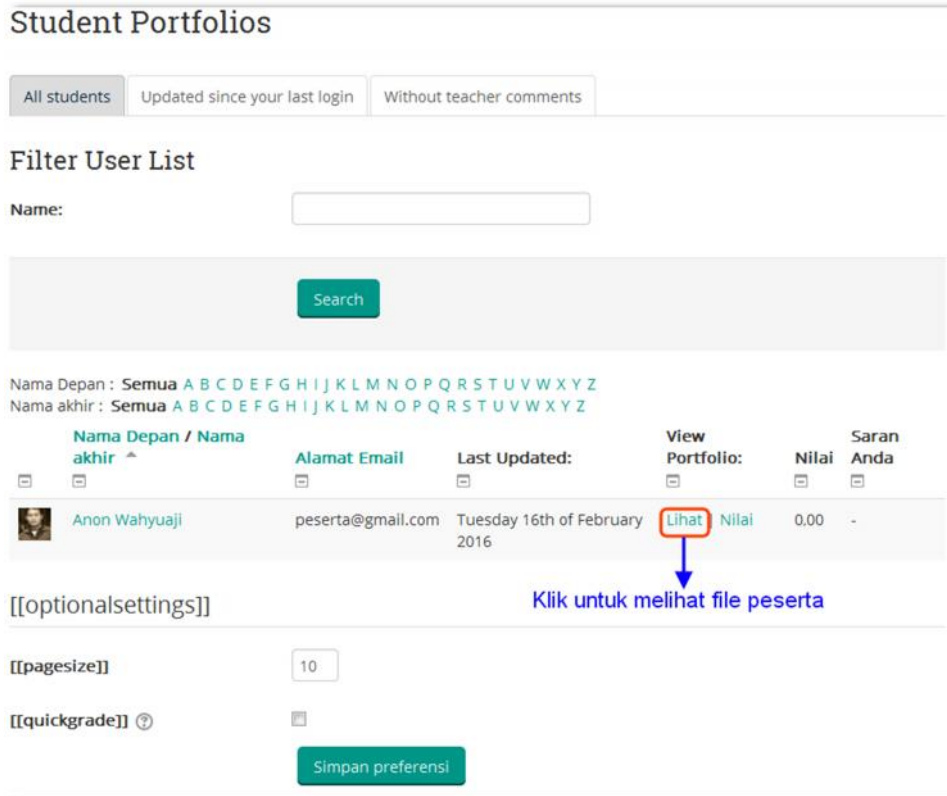 Student Portfolios
All students Updated since your last login Without teacher comments
Filter User List
Name:
Search
Nama Depan : Semua A B C D E F G H I J K L M N O P Q R S T U V W X Y Z
Nama akhir : Semua A B C D E F G H I J K L M N O P Q R S T U V W X Y Z
Nama Depan / Nama akhir Alamat Email Last Updated: View Portfolio: Nilai Saran Anda
Anon Wahyuaji peserta@gmail.com Tuesday 16th of February 2016 Lihat | Nilai 0,00 -
Klik untuk melihat file peserta
[[optionalsettings]]
[[pagesize]] 10
[[quickgrade]] ?
Simpan preferensi